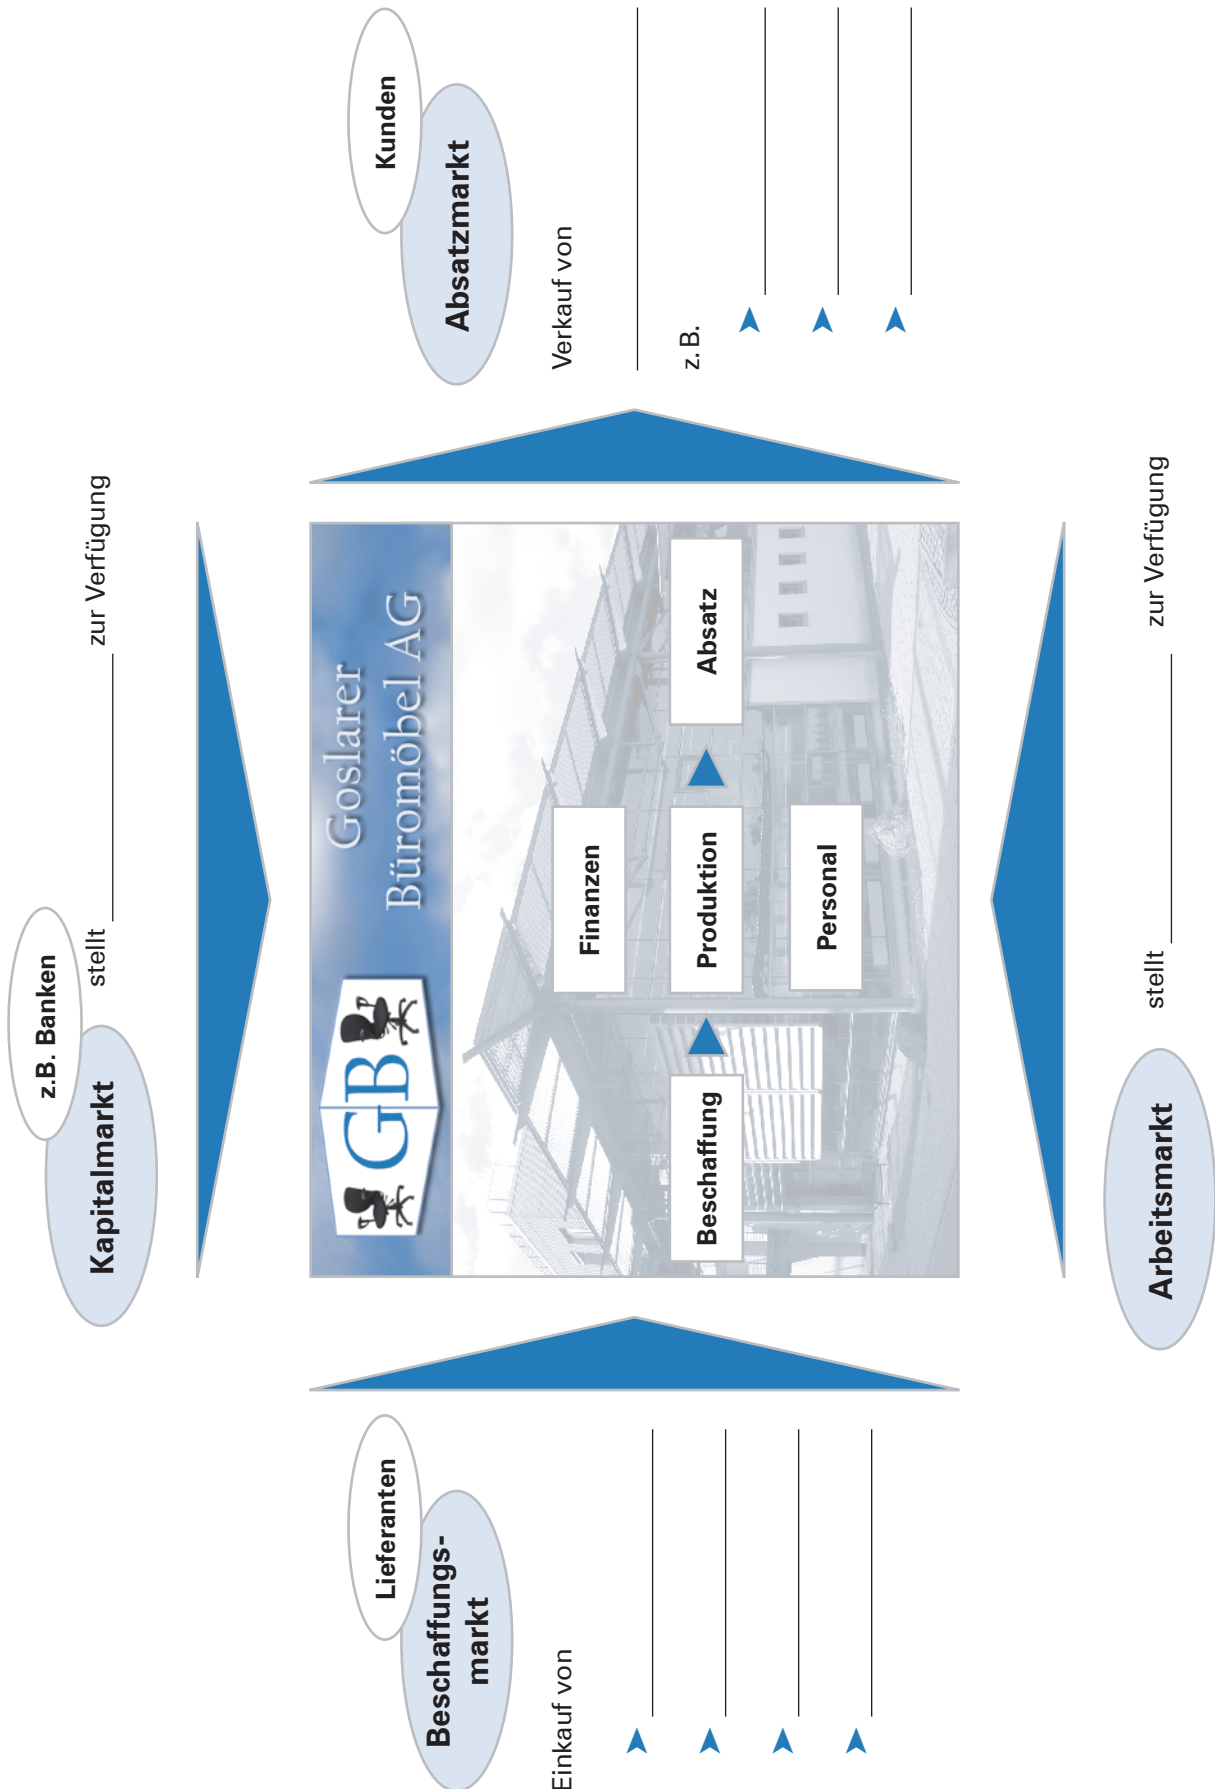 Kapitalmarkt
z.B. Banken
stellt
zur Verfügung
Lieferanten
Beschaffungs-
markt
Einkauf von
GB
Goslarer
Büromöbel AG
Finanzen
Beschaffung
Produktion
Absatz
Personal
Kunden
Absatzmarkt
Verkauf von
z. B.
Arbeitsmarkt
stellt
zur Verfügung